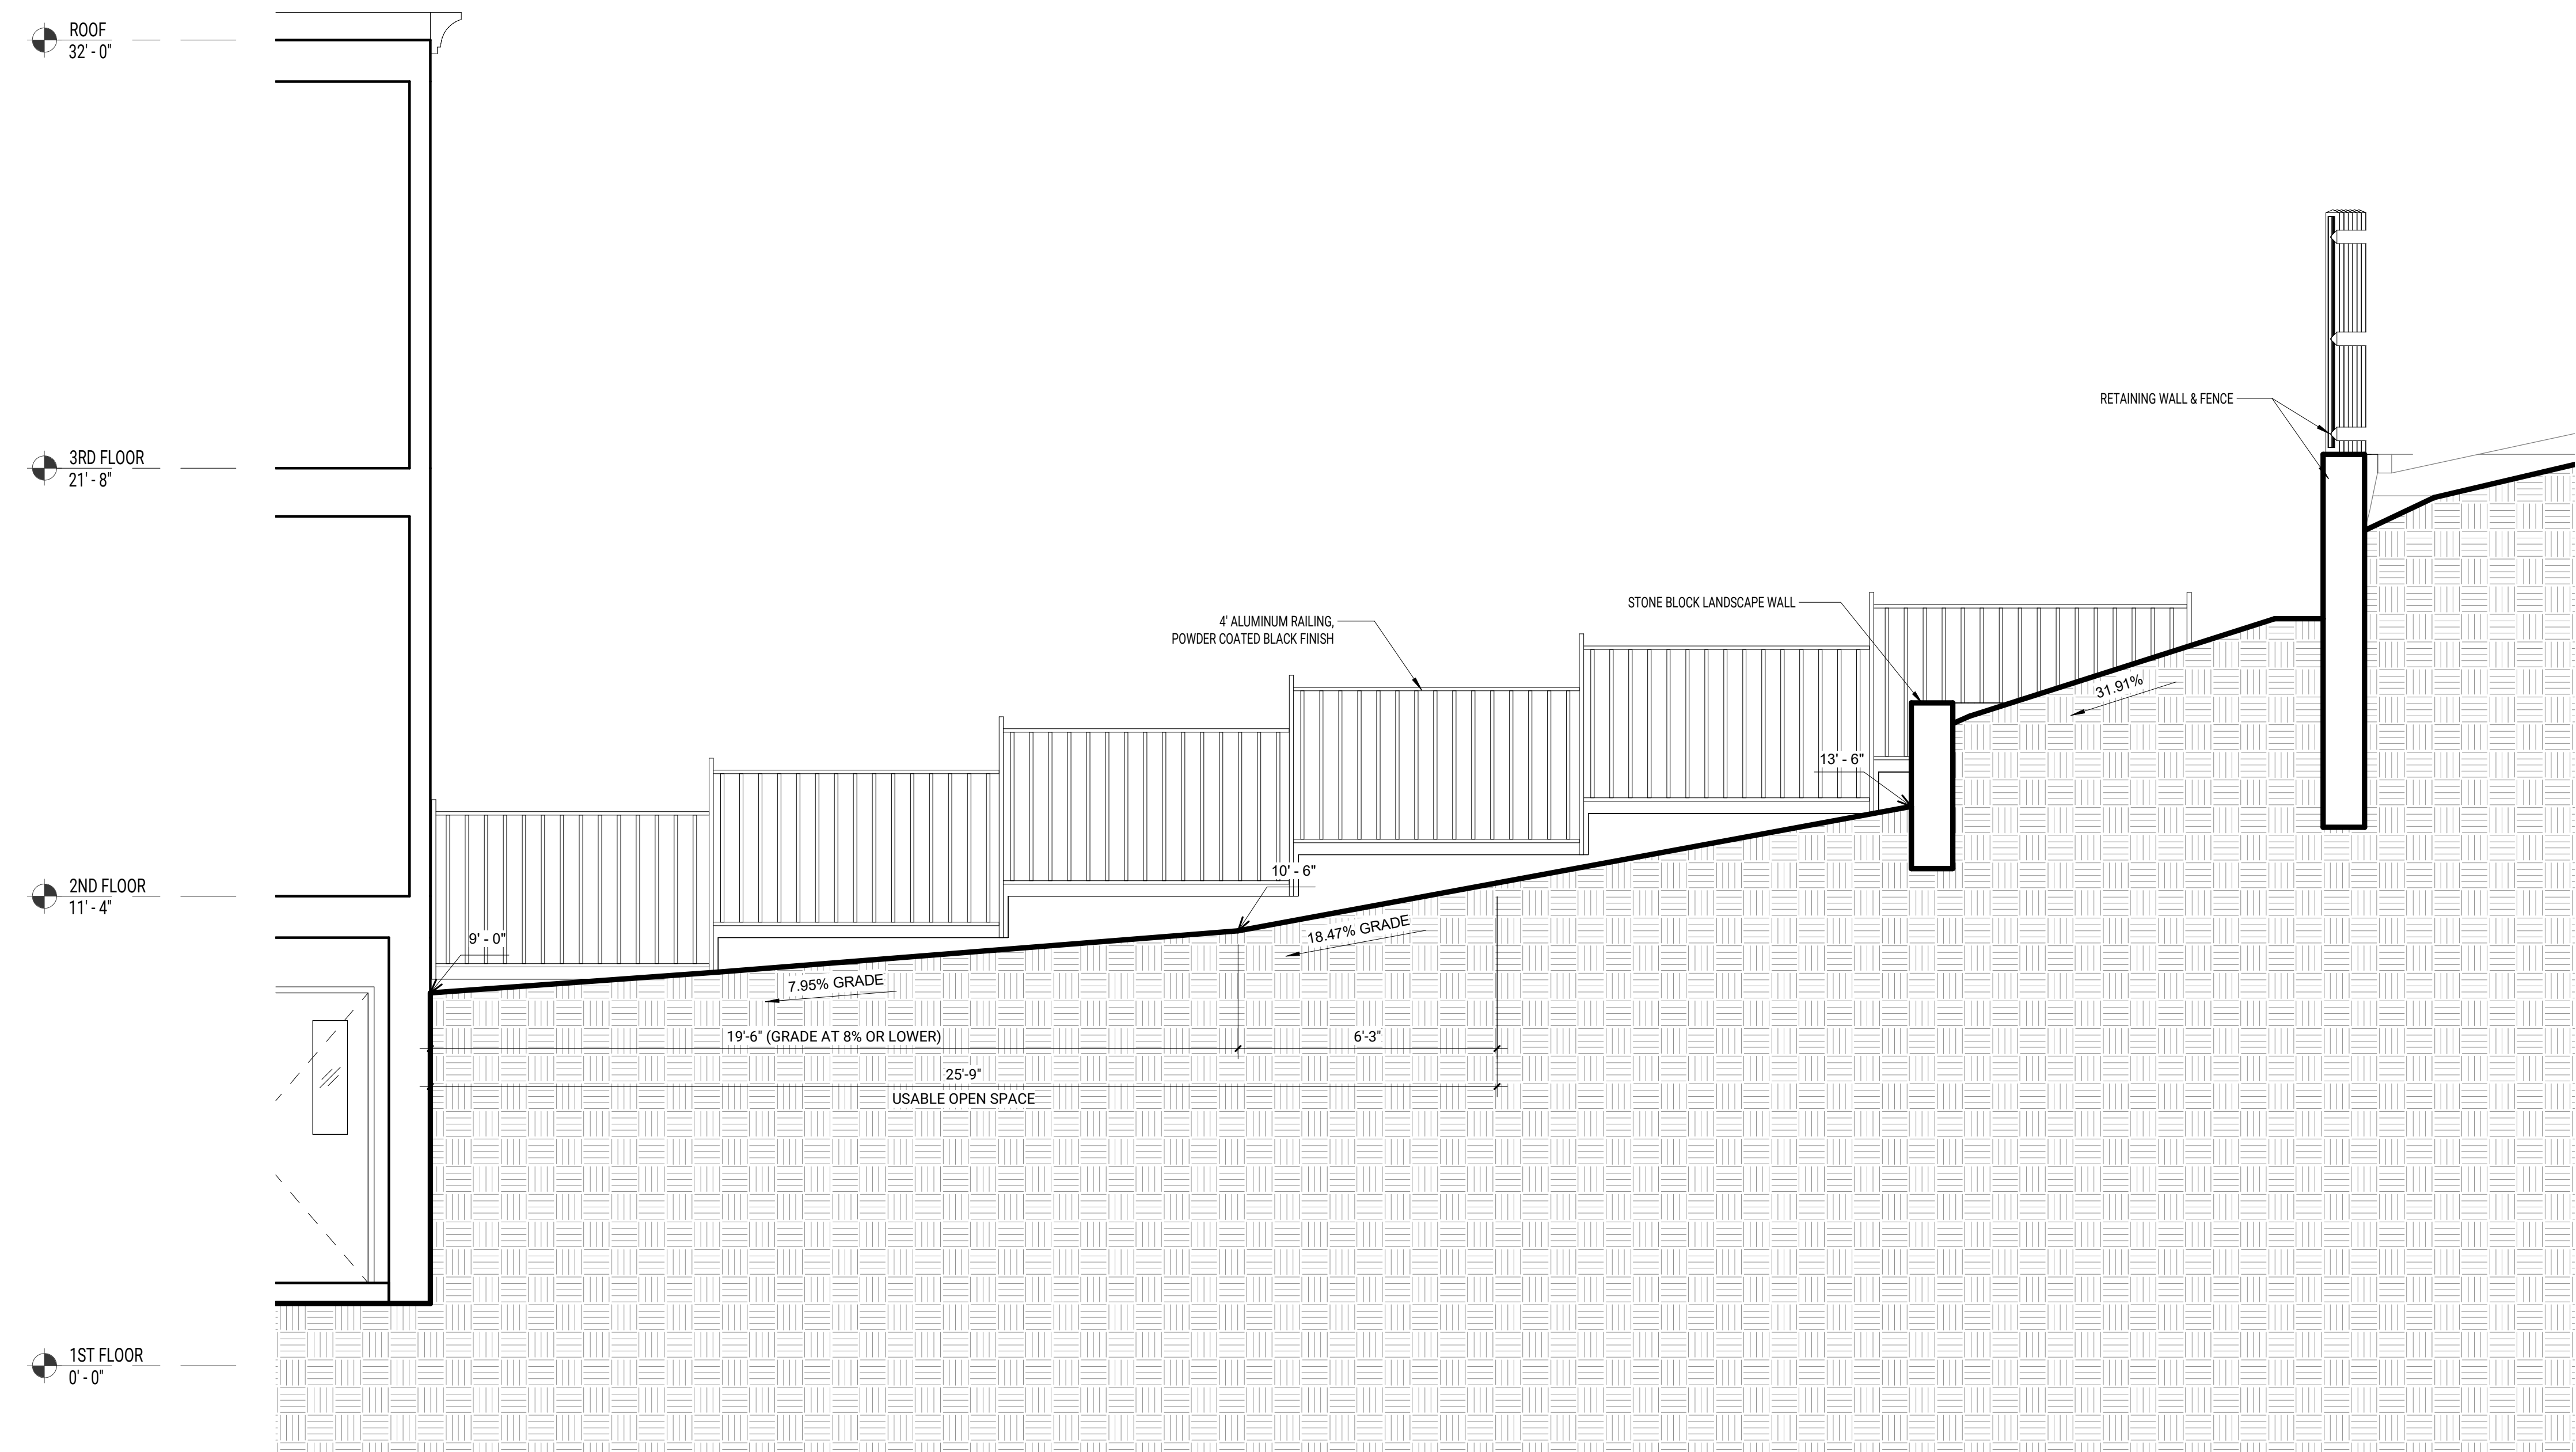 ROOF
32' - 0"
3RD FLOOR
21' - 8"
RETAINING WALL & FENCE
STONE BLOCK LANDSCAPE WALL
4' ALUMINUM RAILING,
POWDER COATED BLACK FINISH
31.91%
13' - 6"
10' - 6"
2ND FLOOR
11' - 4"
9' - 0"
18.47% GRADE
7.95% GRADE
19'-6" (GRADE AT 8% OR LOWER)
6'-3"
25'-9"
USABLE OPEN SPACE
1ST FLOOR
0' - 0"